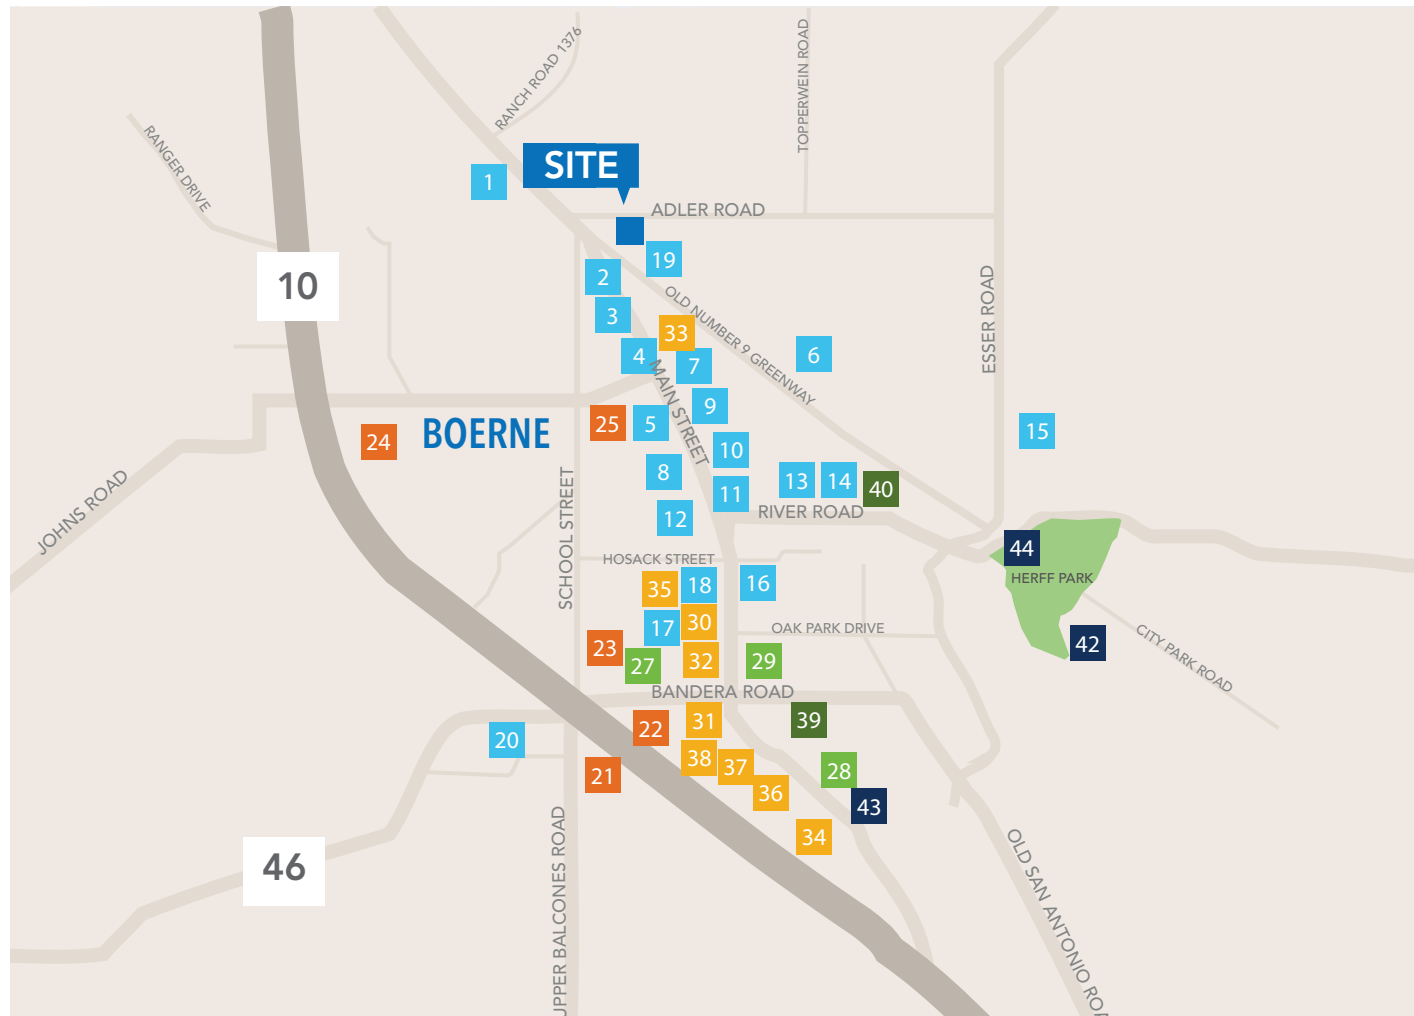 RANCH ROAD 1376
TOPPERWEIN ROAD
RANGER DRIVE
SITE
1
ADLER ROAD
19
2
10
OLD NUMBER 9 GREENWAY
ESSER ROAD
3
33
4
7
6
MAIN STREET
9
25
5
BOERNE
24
15
10
8
13
14
40
11
JOHNS ROAD
RIVER ROAD
12
SCHOOL STREET
44
HOSACK STREET
HERFF PARK
35
18
16
30
17
OAK PARK DRIVE
23
42
CITY PARK ROAD
27
32
29
BANDERA ROAD
31
39
22
20
38
37
28
21
36
43
34
46
UPPER BALCONES ROAD
OLD SAN ANTONIO ROA